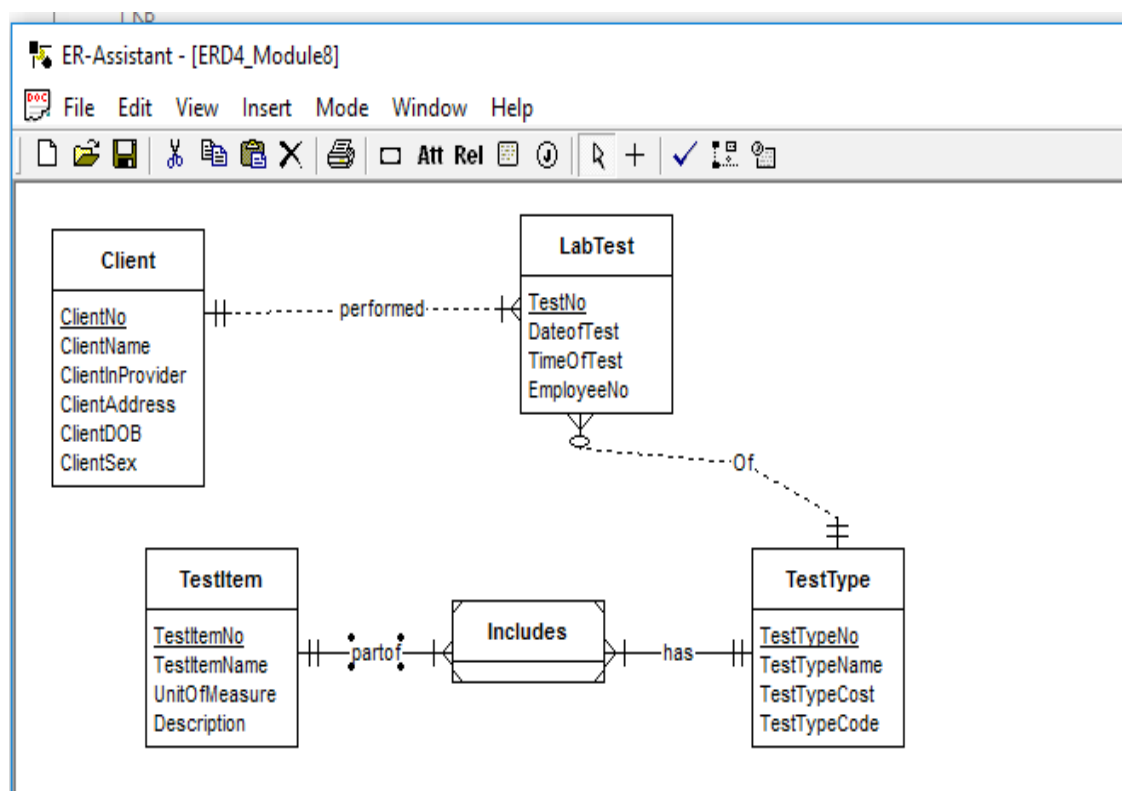 ER-Assistant - [ERD4_Module8]
DOC File Edit View Insert Mode Window Help
Att Rel J
Client
ClientNo
ClientName
ClientInProvider
ClientAddress
ClientDOB
ClientSex
performed
LabTest
TestNo
DateofTest
TimeOfTest
EmployeeNo
Of
TestItem
TestItemNo
TestItemName
UnitOfMeasure
Description
partof
Includes
has
TestType
TestTypeNo
TestTypeName
TestTypeCost
TestTypeCode